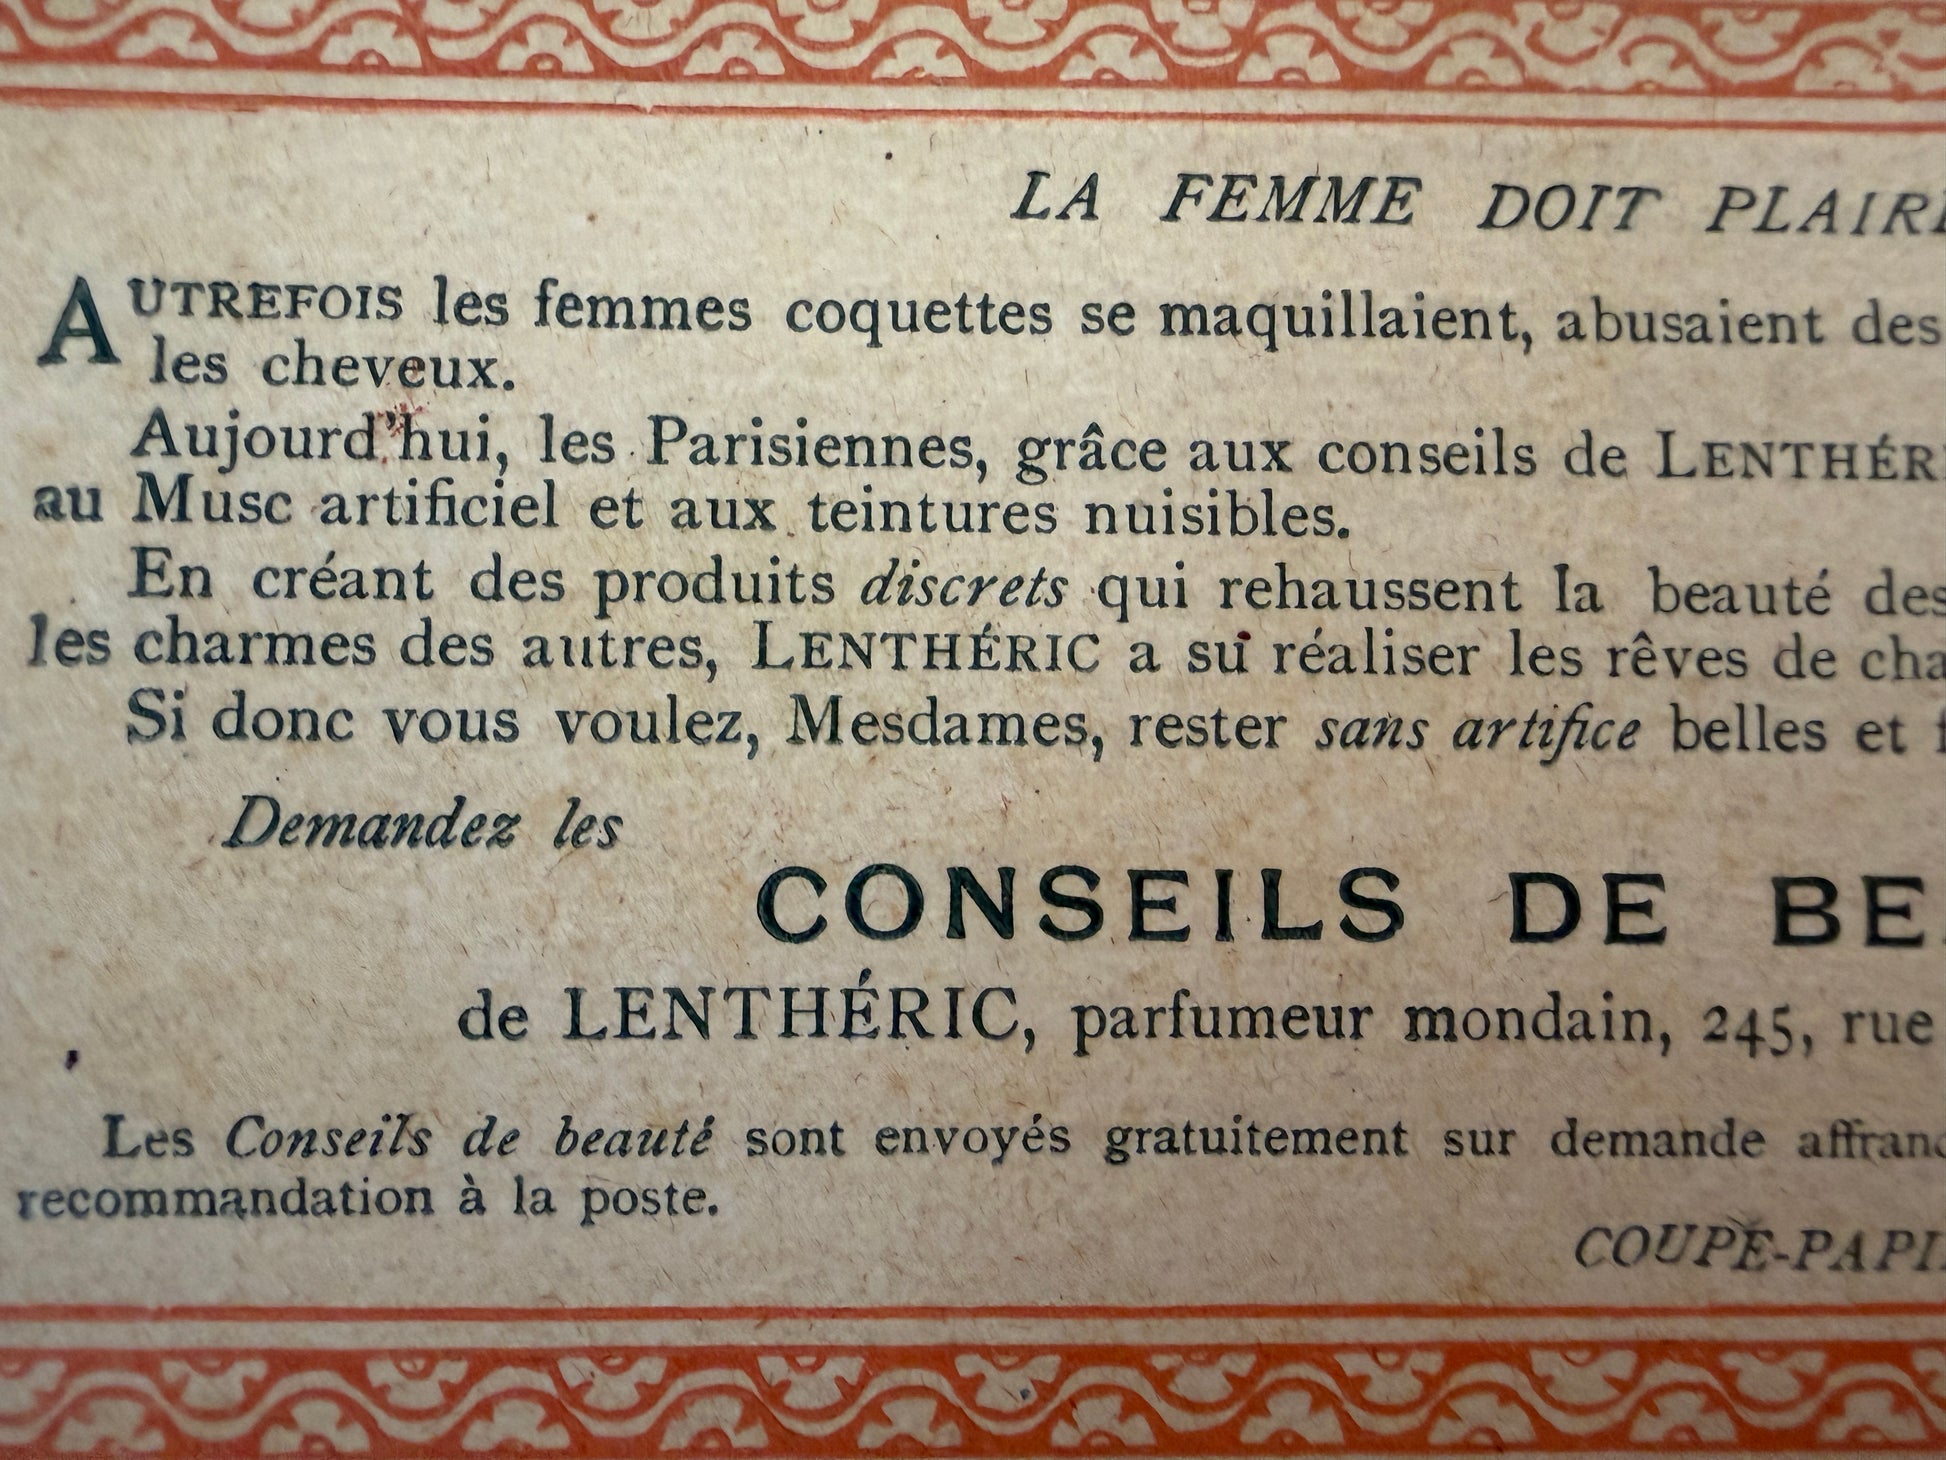 LA FEMME DOIT PLAIRE
AUTREFOIS les femmes coquettes se maquillaient, abusaient des
les cheveux.
Aujourd'hui, les Parisiennes, grâce aux conseils de LENTHÉR
au Musc artificiel et aux teintures nuisibles.
En créant des produits discrets qui rehaussent la beauté des
les charmes des autres, LENTHÉRIC a su réaliser les rêves de cha
Si donc vous voulez, Mesdames, rester sans artifice belles et f
Demandez les
CONSEILS DE BE
de LENTHÉRIC, parfumeur mondain, 245, rue
Les Conseils de beauté sont envoyés gratuitement sur demande affranc
recommandation à la poste.
COUPE-PAPI